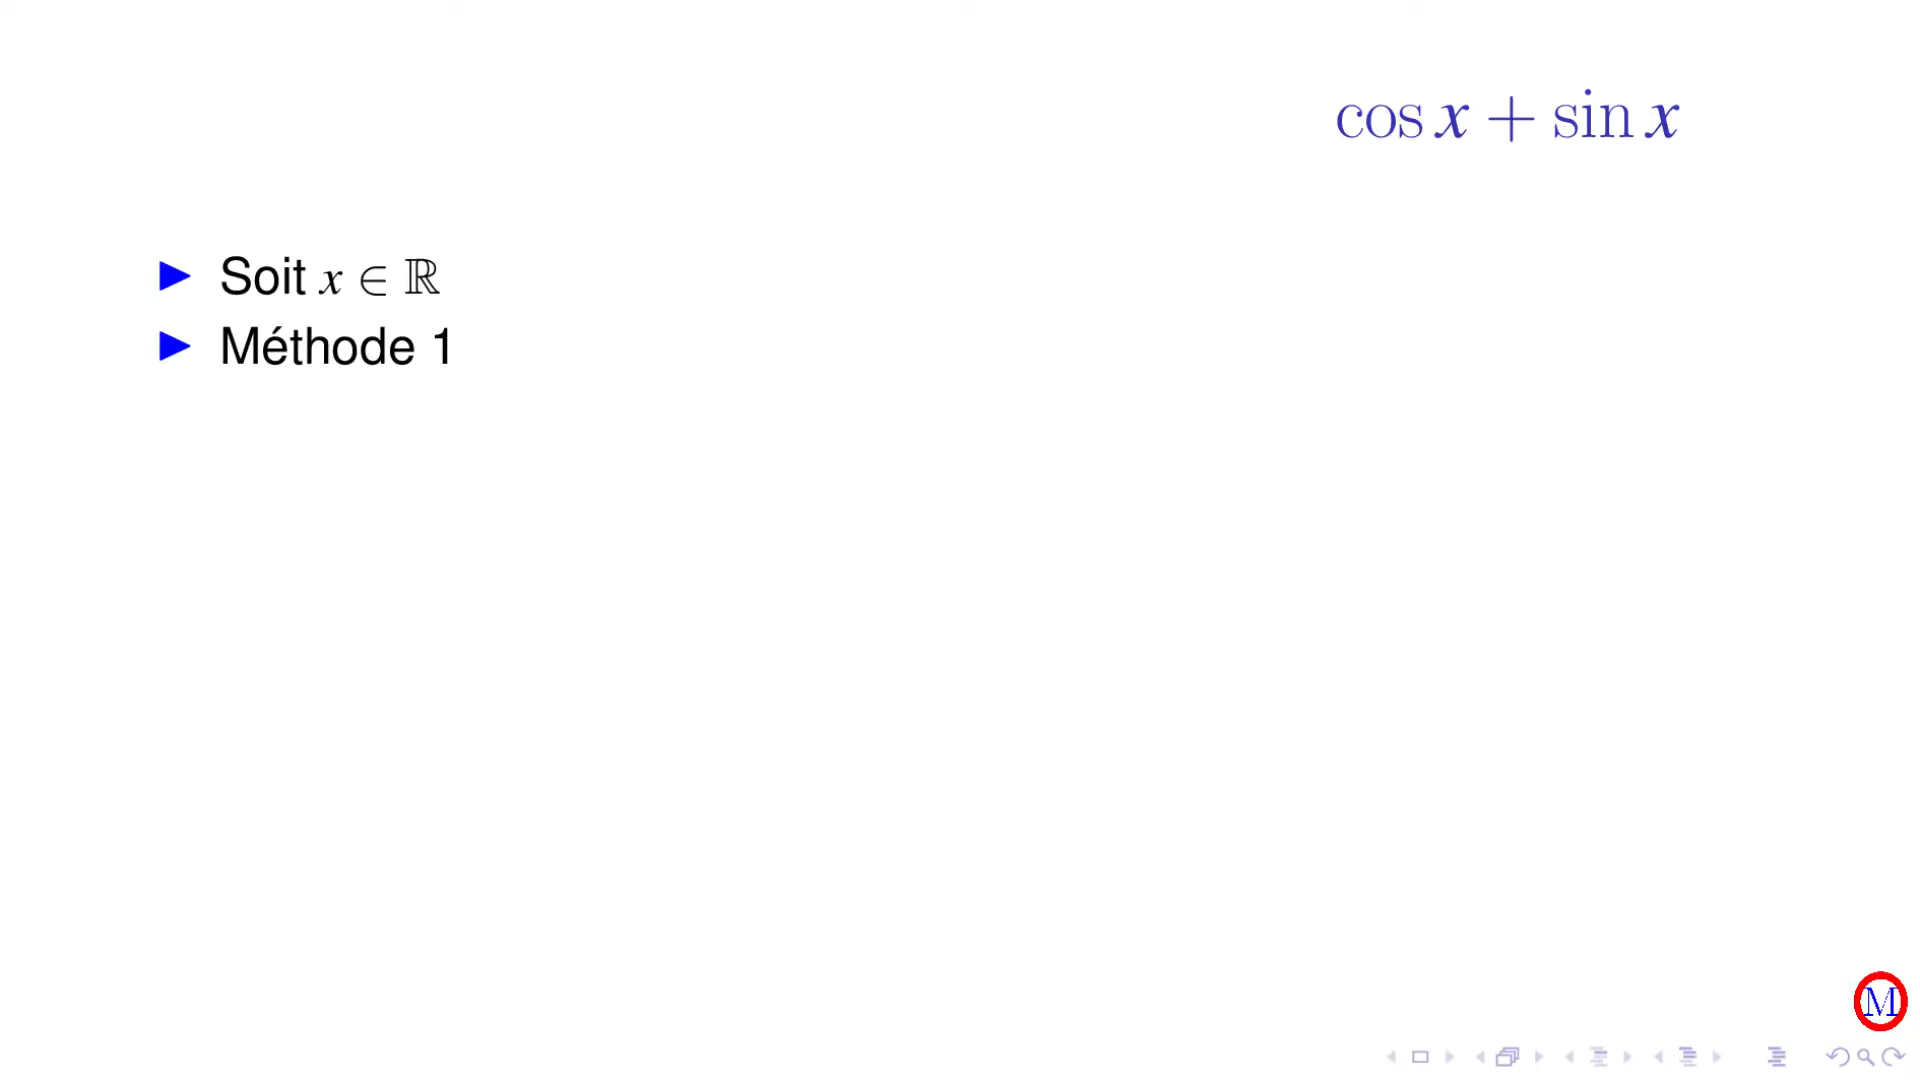 cos x + sin x
▶ Soit x ∈ ℝ
▶ Méthode 1
M